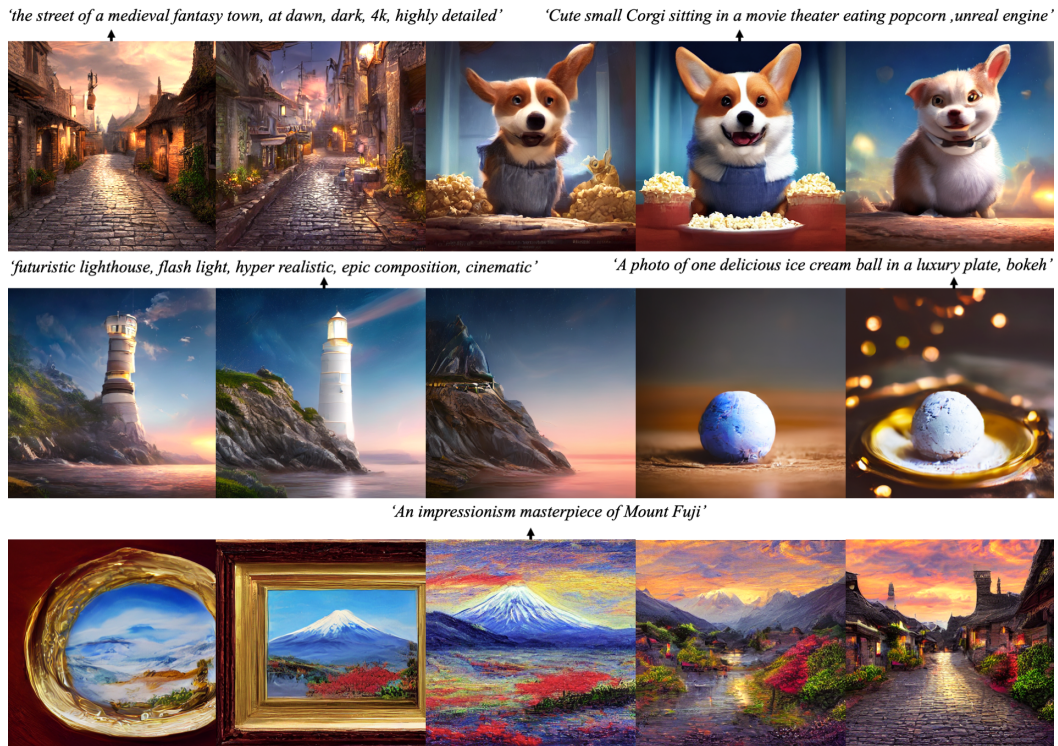 ‘the street of a medieval fantasy town, at dawn, dark, 4k, highly detailed’
‘Cute small Corgi sitting in a movie theater eating popcorn ,unreal engine’
‘futuristic lighthouse, flash light, hyper realistic, epic composition, cinematic’
‘A photo of one delicious ice cream ball in a luxury plate, bokeh’
‘An impressionism masterpiece of Mount Fuji’